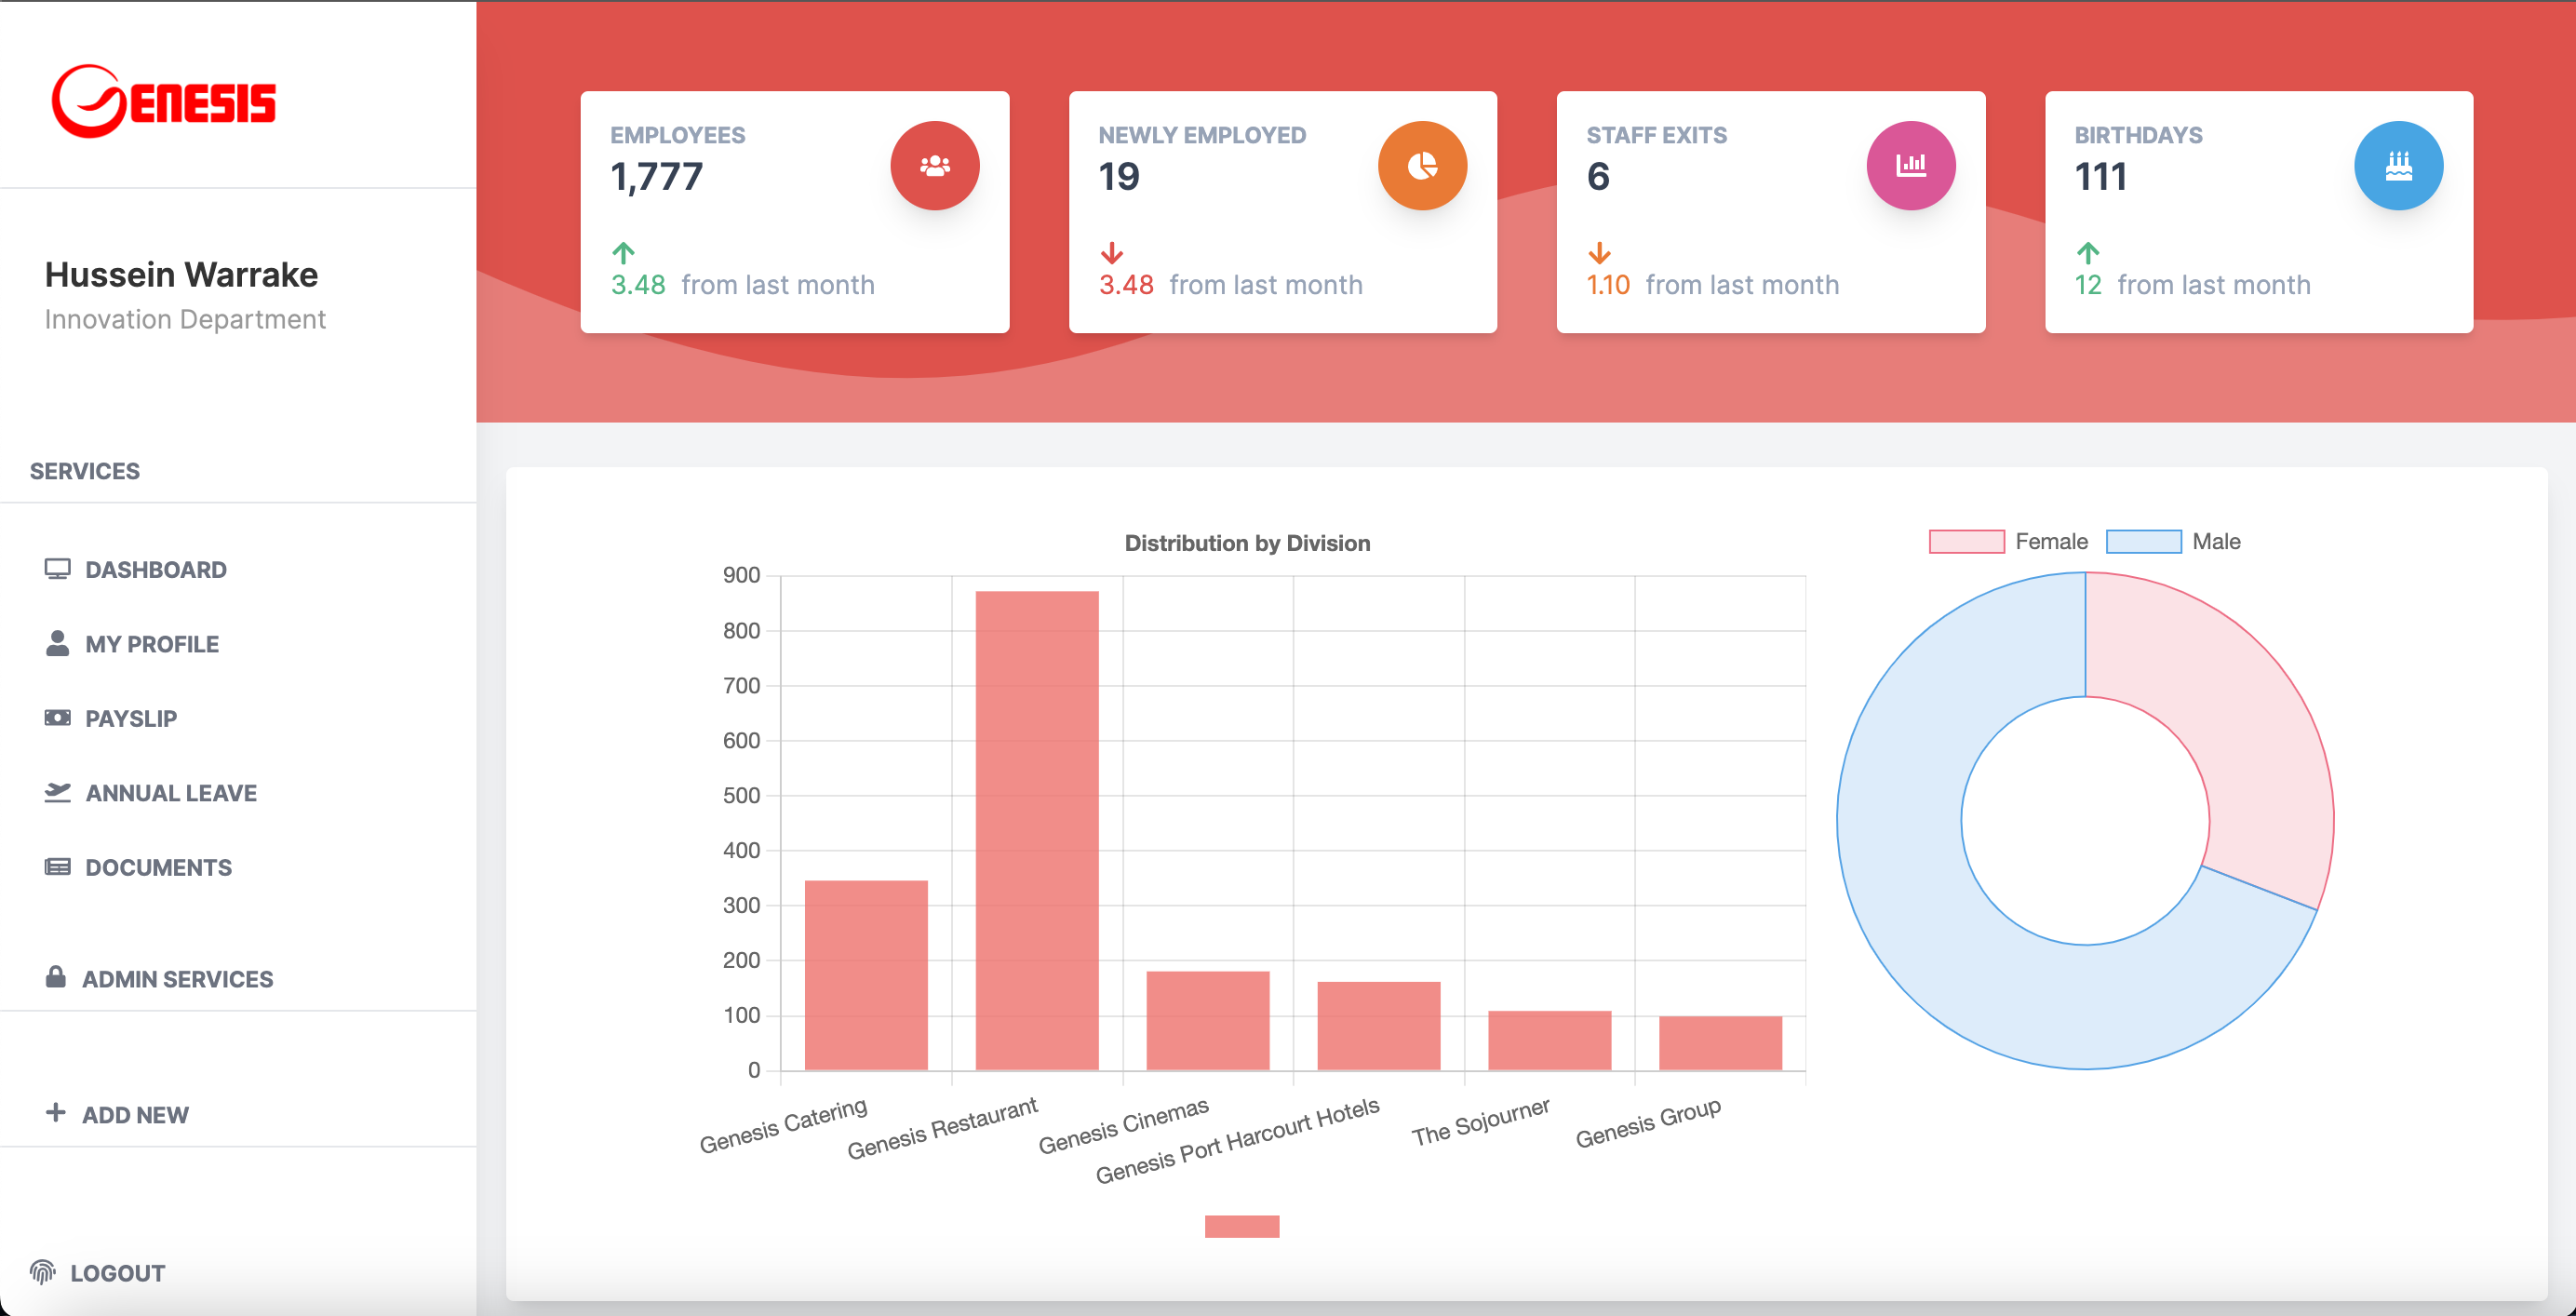 GENESIS
Hussein Warrake
Innovation Department
SERVICES
DASHBOARD
MY PROFILE
PAYSLIP
ANNUAL LEAVE
DOCUMENTS
ADMIN SERVICES
ADD NEW
LOGOUT
EMPLOYEES
1,777
3.48 from last month
NEWLY EMPLOYED
19
3.48 from last month
STAFF EXITS
6
1.10 from last month
BIRTHDAYS
111
12 from last month
Distribution by Division
900
800
700
600
500
400
300
200
100
0
Genesis Catering
Genesis Restaurant
Genesis Cinemas
Genesis Port Harcourt Hotels
The Sojourner
Genesis Group
Female Male